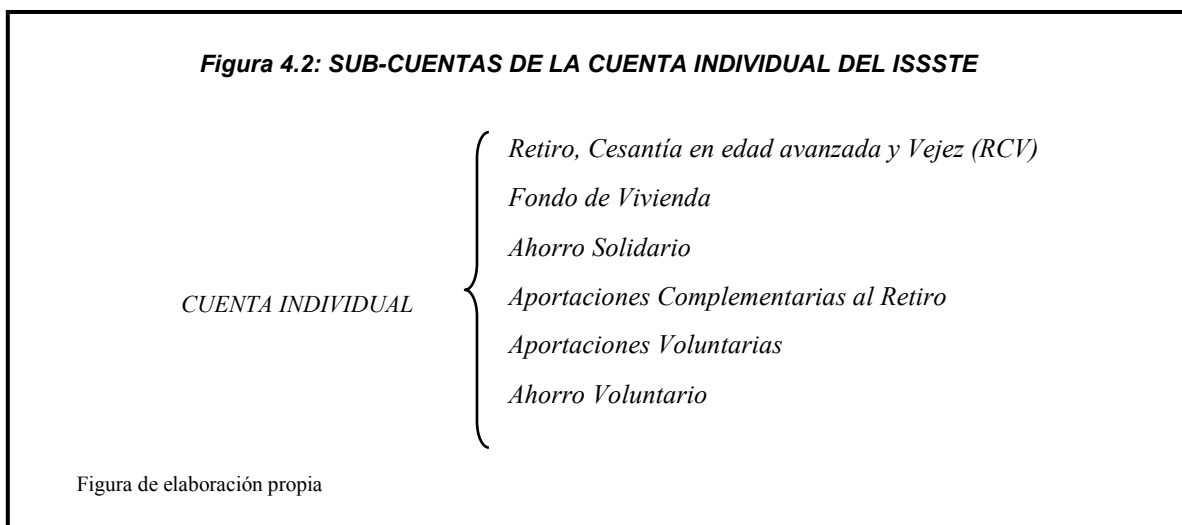 Figura 4.2: SUB-CUENTAS DE LA CUENTA INDIVIDUAL DEL ISSSTE
CUENTA INDIVIDUAL
Retiro, Cesantía en edad avanzada y Vejez (RCV)
Fondo de Vivienda
Ahorro Solidario
Aportaciones Complementarias al Retiro
Aportaciones Voluntarias
Ahorro Voluntario
Figura de elaboración propia